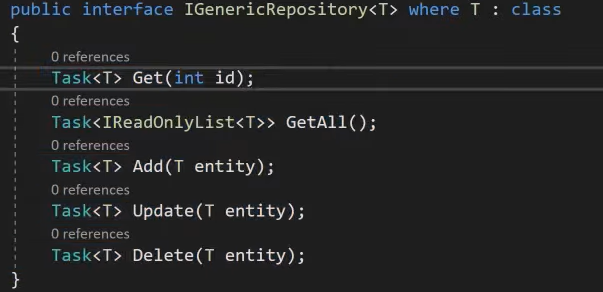 public interface IGenericRepository<T> where T : class
{
0 references
Task<T> Get(int id);
0 references
Task<IReadOnlyList<T>> GetAll();
0 references
Task<T> Add(T entity);
0 references
Task<T> Update(T entity);
0 references
Task<T> Delete(T entity);
}